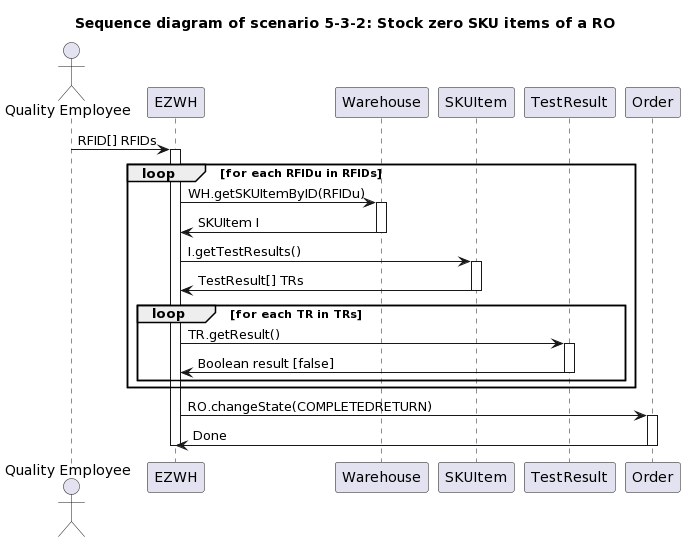 Sequence diagram of scenario 5-3-2: Stock zero SKU items of a RO
Quality Employee
EZWH
Warehouse
SKUItem
TestResult
Order
RFID[] RFIDs
loop
[for each RFIDu in RFIDs]
WH.getSKUItemByID(RFIDu)
SKUItem I
I.getTestResults()
TestResult[] TRs
loop
[for each TR in TRs]
TR.getResult()
Boolean result [false]
RO.changeState(COMPLETEDRETURN)
Done
Quality Employee
EZWH
Warehouse
SKUItem
TestResult
Order